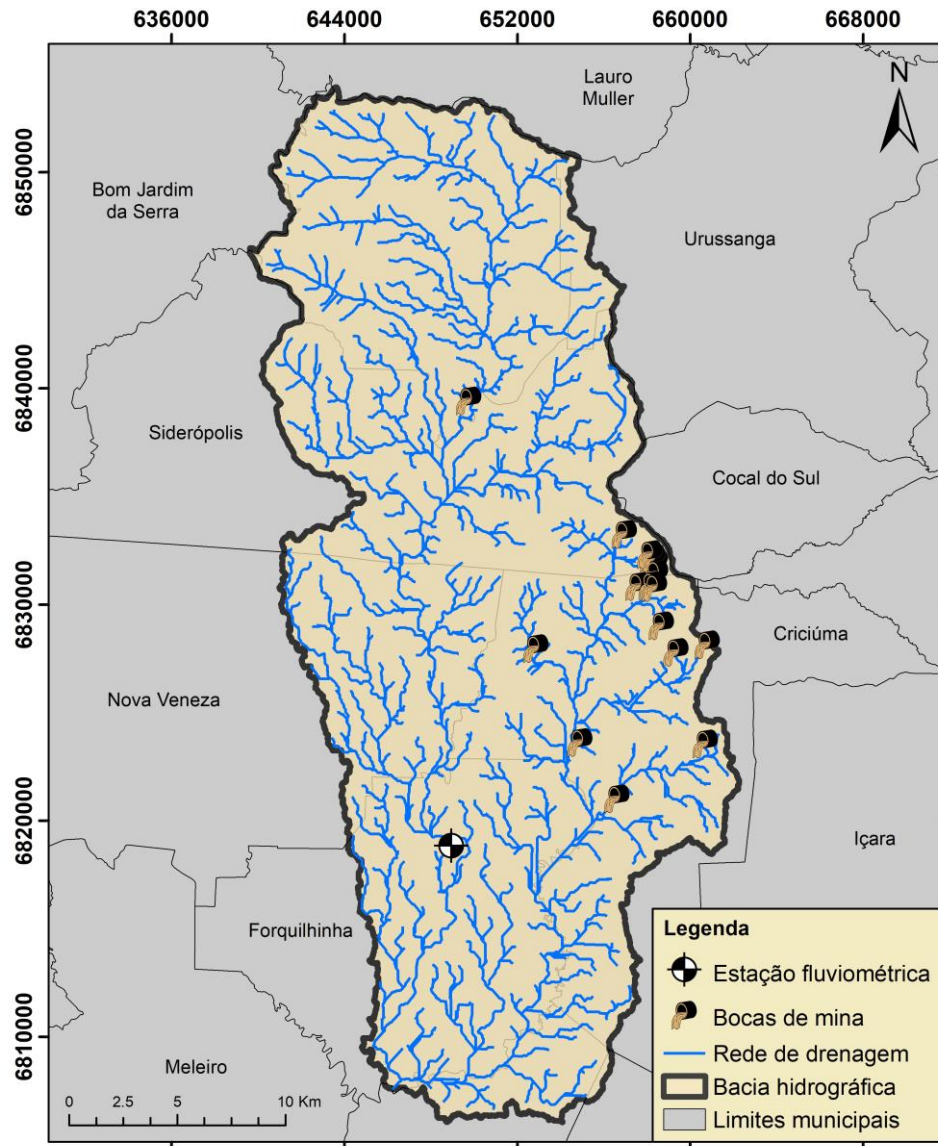 636000 644000 652000 660000 668000
Lauro
Muller
N
6850000
Bom Jardim
da Serra
Urussanga
6840000
Siderópolis
Cocal do Sul
6830000
Criciúma
Nova Veneza
6820000
Içara
Forquilhinha
Legenda
Estação fluviométrica
Bocas de mina
6810000
Rede de drenagem
Meleiro
Bacia hidrográfica
0 2.5 5 10 Km
Limites municipais